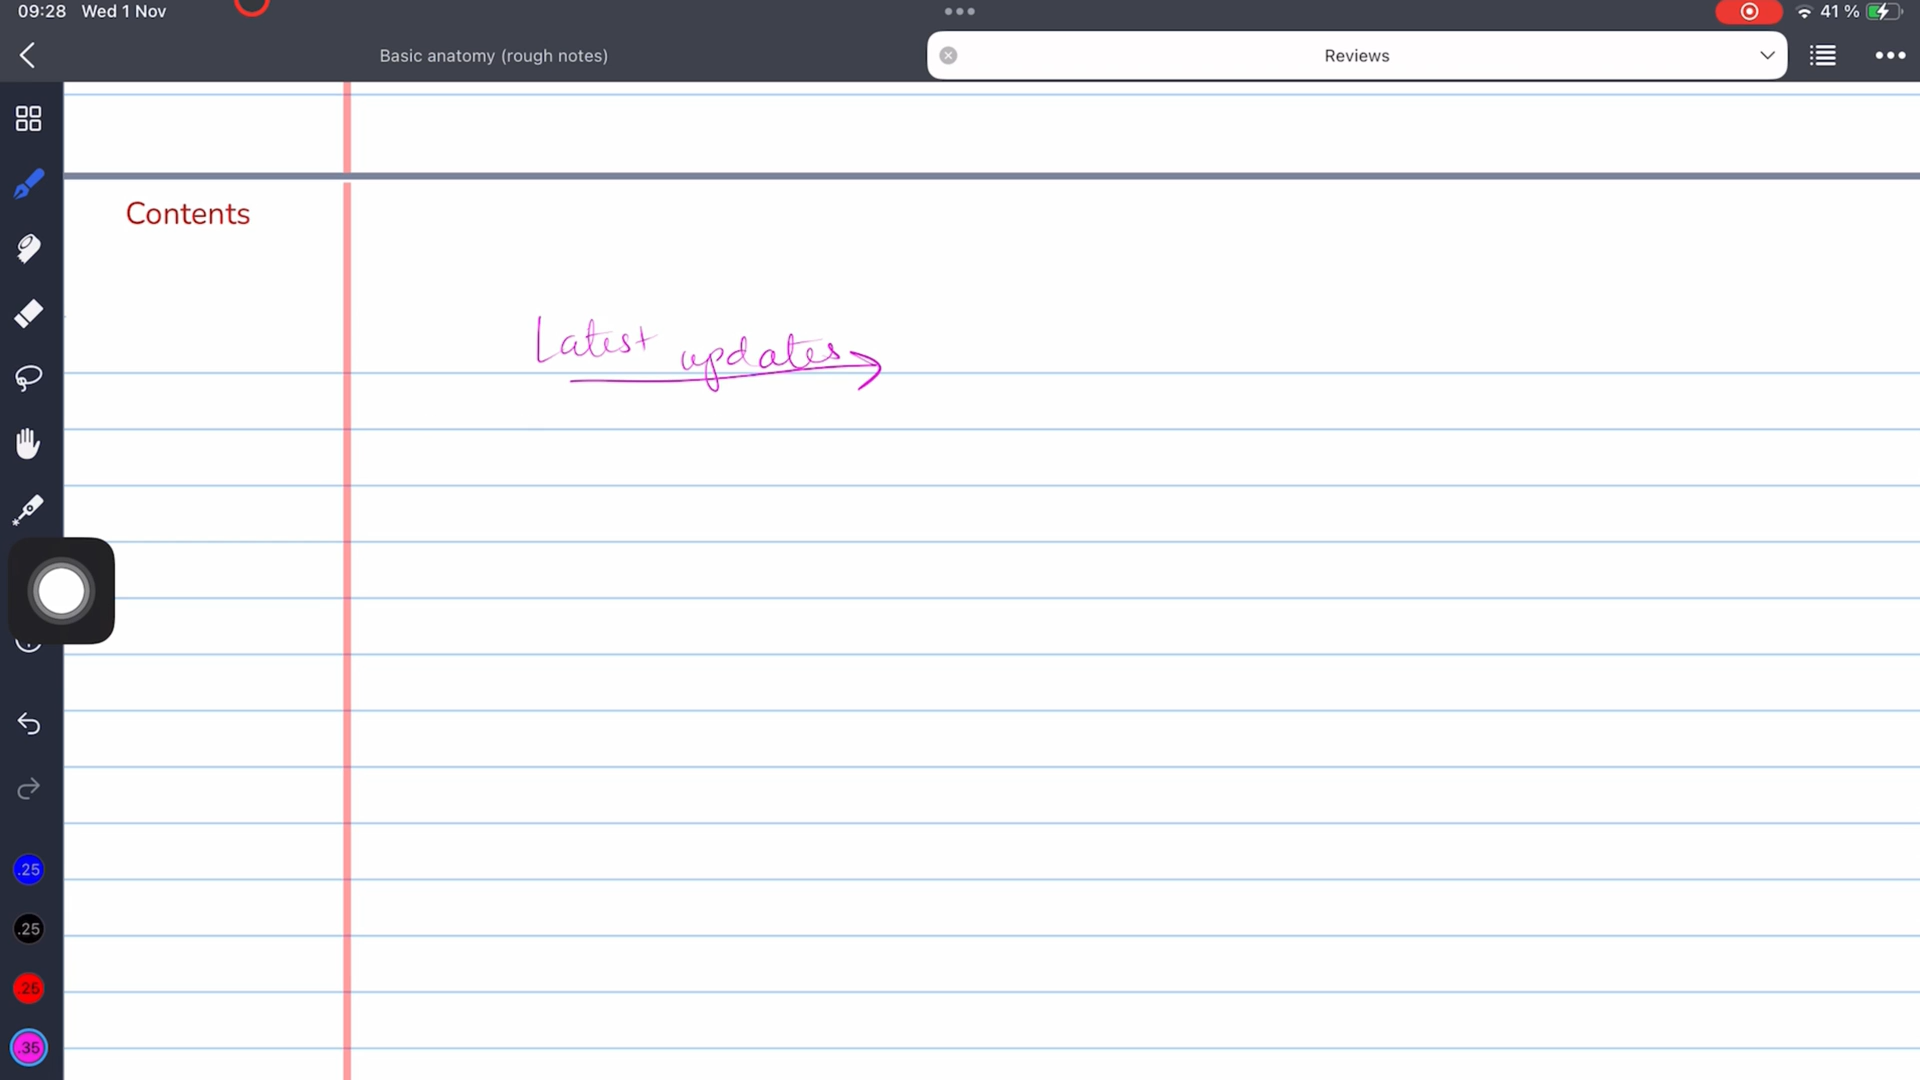 09:28 Wed 1 Nov
41 %
Basic anatomy (rough notes)
Reviews
Contents
Latest updates
.25
.25
.25
.35